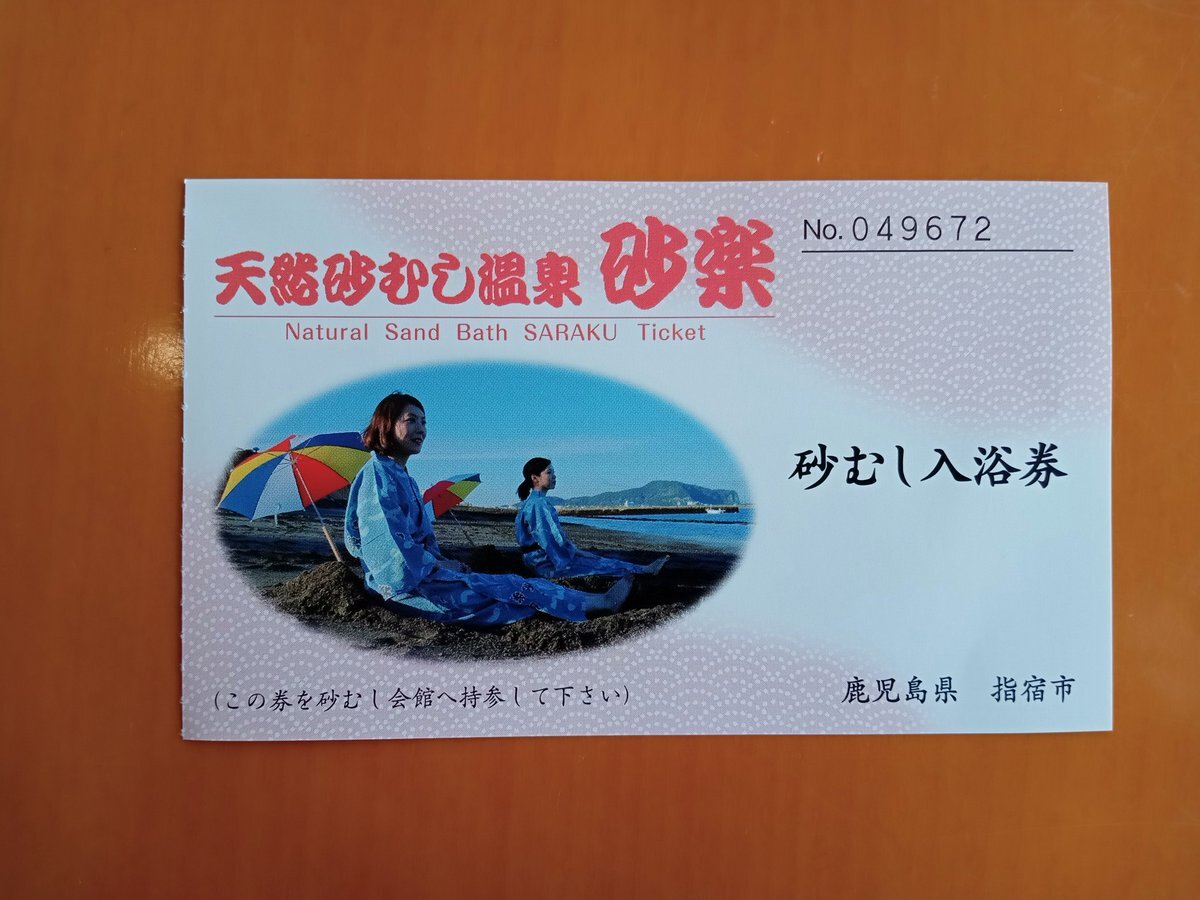 天然砂むし温泉 砂楽
Natural Sand Bath SARAKU Ticket
No. 049672
砂むし入浴券
(この券を砂むし会館へ持参して下さい)
鹿児島県 指宿市